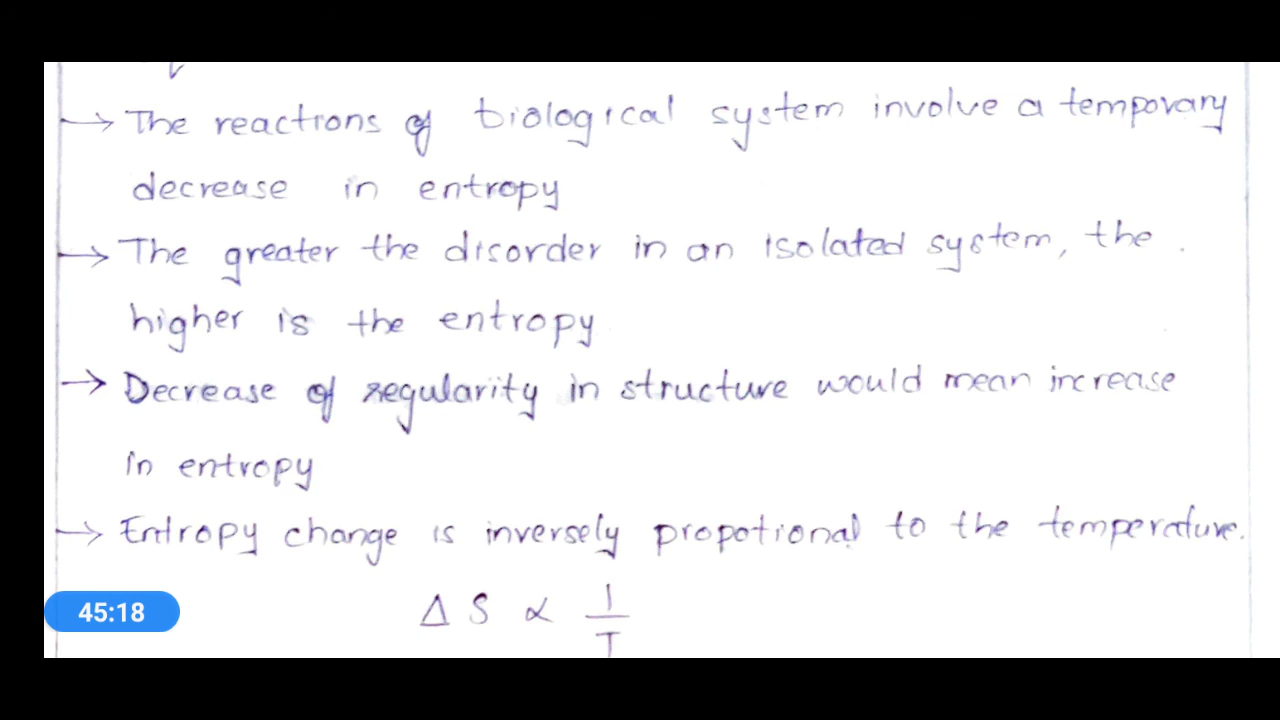 → The reactions of biological system involve a temporary
decrease in entropy
→ The greater the disorder in an isolated system, the
higher is the entropy
→ Decrease of regularity in structure would mean increase
in entropy
→ Entropy change is inversely propotional to the temperature.
Δ S ∝ 1/T
45:18